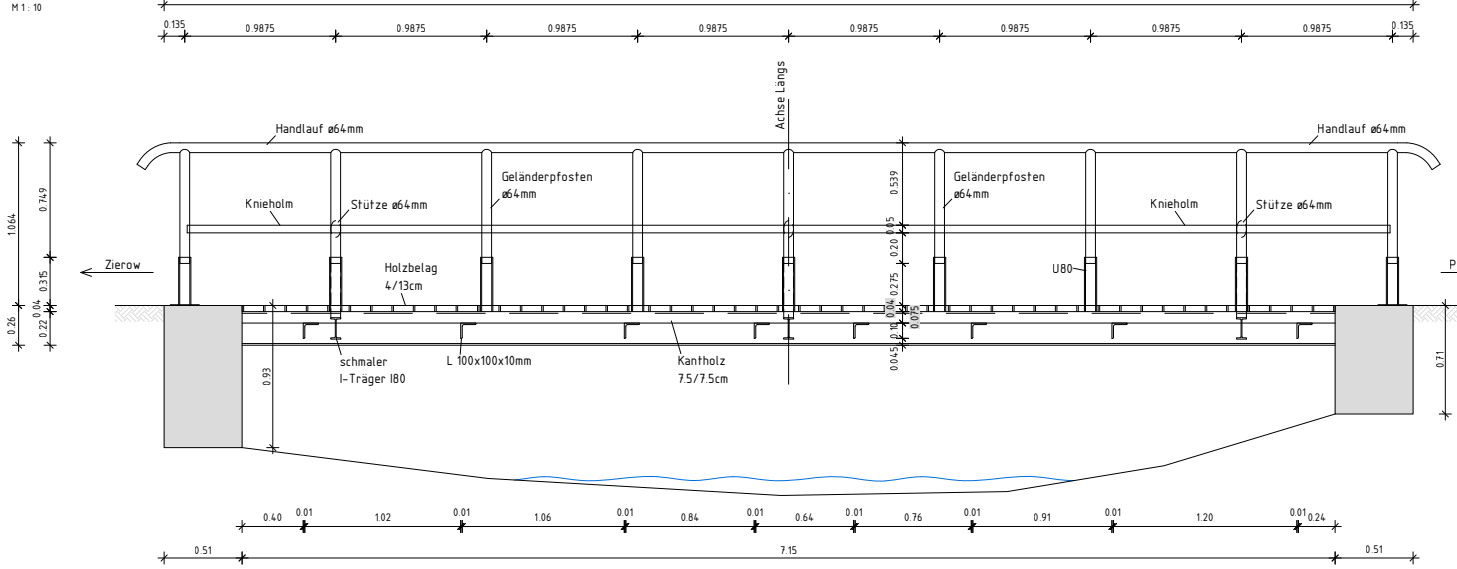 M 1 : 10
0.135 0.9875 0.9875 0.9875 0.9875 0.9875 0.9875 0.9875 0.9875 0.135
Achse Längs
Handlauf ø64mm
Handlauf ø64mm
Geländerpfosten
ø64mm
Geländerpfosten
ø64mm
Knieholm
Stütze ø64mm
Knieholm
Stütze ø64mm
Zierow
P
Holzbelag
4/13cm
U80
1.064
0.26
0.749
0.315
0.04
0.22
0.539
0.05
0.20
0.275
0.04
0.075
0.10
0.045
schmaler
I-Träger I80
L 100x100x10mm
Kantholz
7.5/7.5cm
0.93
0.71
0.40 0.01 1.02 0.01 1.06 0.01 0.84 0.01 0.64 0.01 0.76 0.01 0.91 0.01 1.20 0.01 0.24
0.51 7.15 0.51